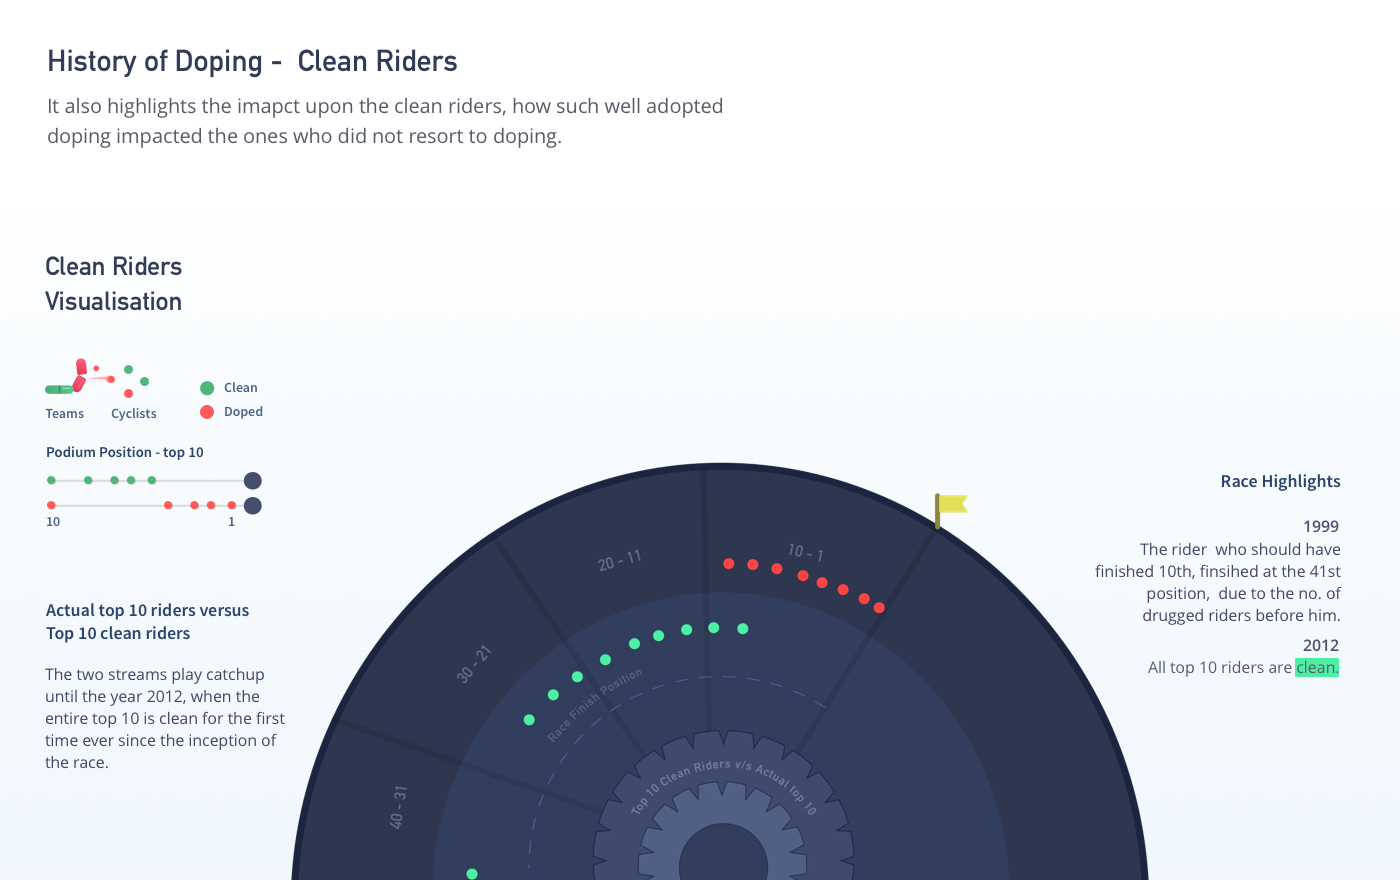 History of Doping -  Clean Riders
It also highlights the imapct upon the clean riders, how such well adopted
doping impacted the ones who did not resort to doping.
Clean Riders
Visualisation
Teams
Cyclists
Clean
Doped
Podium Position - top 10
10
1
Actual top 10 riders versus
Top 10 clean riders
The two streams play catchup
until the year 2012, when the
entire top 10 is clean for the first
time ever since the inception of
the race.
40 - 31
30 - 21
20 - 11
10 - 1
Race Finish Position
Top 10 Clean Riders v/s Actual top 10
Race Highlights
1999
The rider  who should have
finished 10th, finsihed at the 41st
position,  due to the no. of
drugged riders before him.
2012
All top 10 riders are clean.